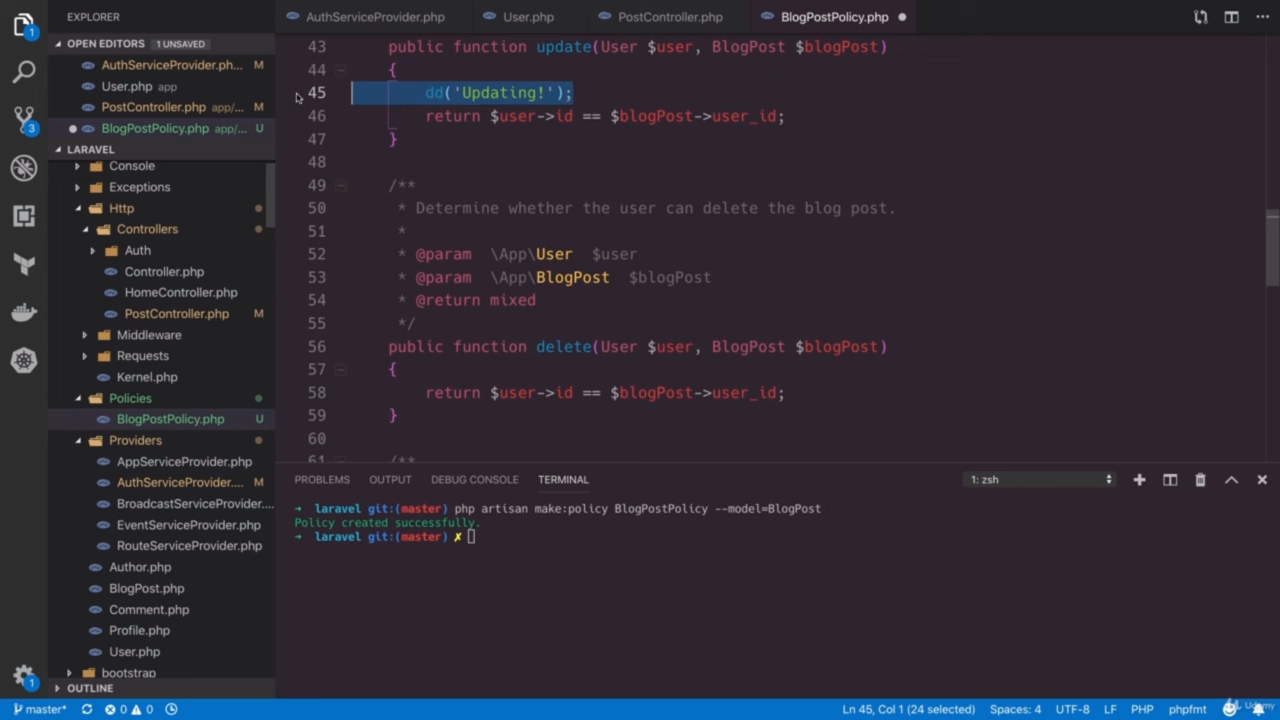 EXPLORER
AuthServiceProvider.php
User.php
PostController.php
BlogPostPolicy.php
1
OPEN EDITORS 1 UNSAVED
AuthServiceProvider.ph... M
User.php app
PostController.php app/... M
BlogPostPolicy.php app/... U
3
LARAVEL
Console
Exceptions
Http
Controllers
Auth
Controller.php
HomeController.php
PostController.php M
Middleware
Requests
Kernel.php
Policies
BlogPostPolicy.php U
Providers
AppServiceProvider.php
AuthServiceProvider.... M
BroadcastServiceProvider....
EventServiceProvider.php
RouteServiceProvider.php
Author.php
BlogPost.php
Comment.php
Profile.php
User.php
bootstrap
OUTLINE
1
43 public function update(User $user, BlogPost $blogPost)
44 {
45 dd('Updating!');
46 return $user->id == $blogPost->user_id;
47 }
48
49 /**
50 * Determine whether the user can delete the blog post.
51 *
52 * @param \App\User $user
53 * @param \App\BlogPost $blogPost
54 * @return mixed
55 */
56 public function delete(User $user, BlogPost $blogPost)
57 {
58 return $user->id == $blogPost->user_id;
59 }
60
61 /**
PROBLEMS OUTPUT DEBUG CONSOLE TERMINAL 1: zsh
→ laravel git:(master) php artisan make:policy BlogPostPolicy --model=BlogPost
Policy created successfully.
→ laravel git:(master) ✗
master* 0 0 Ln 45, Col 1 (24 selected) Spaces: 4 UTF-8 LF PHP phpfmt
Udemy